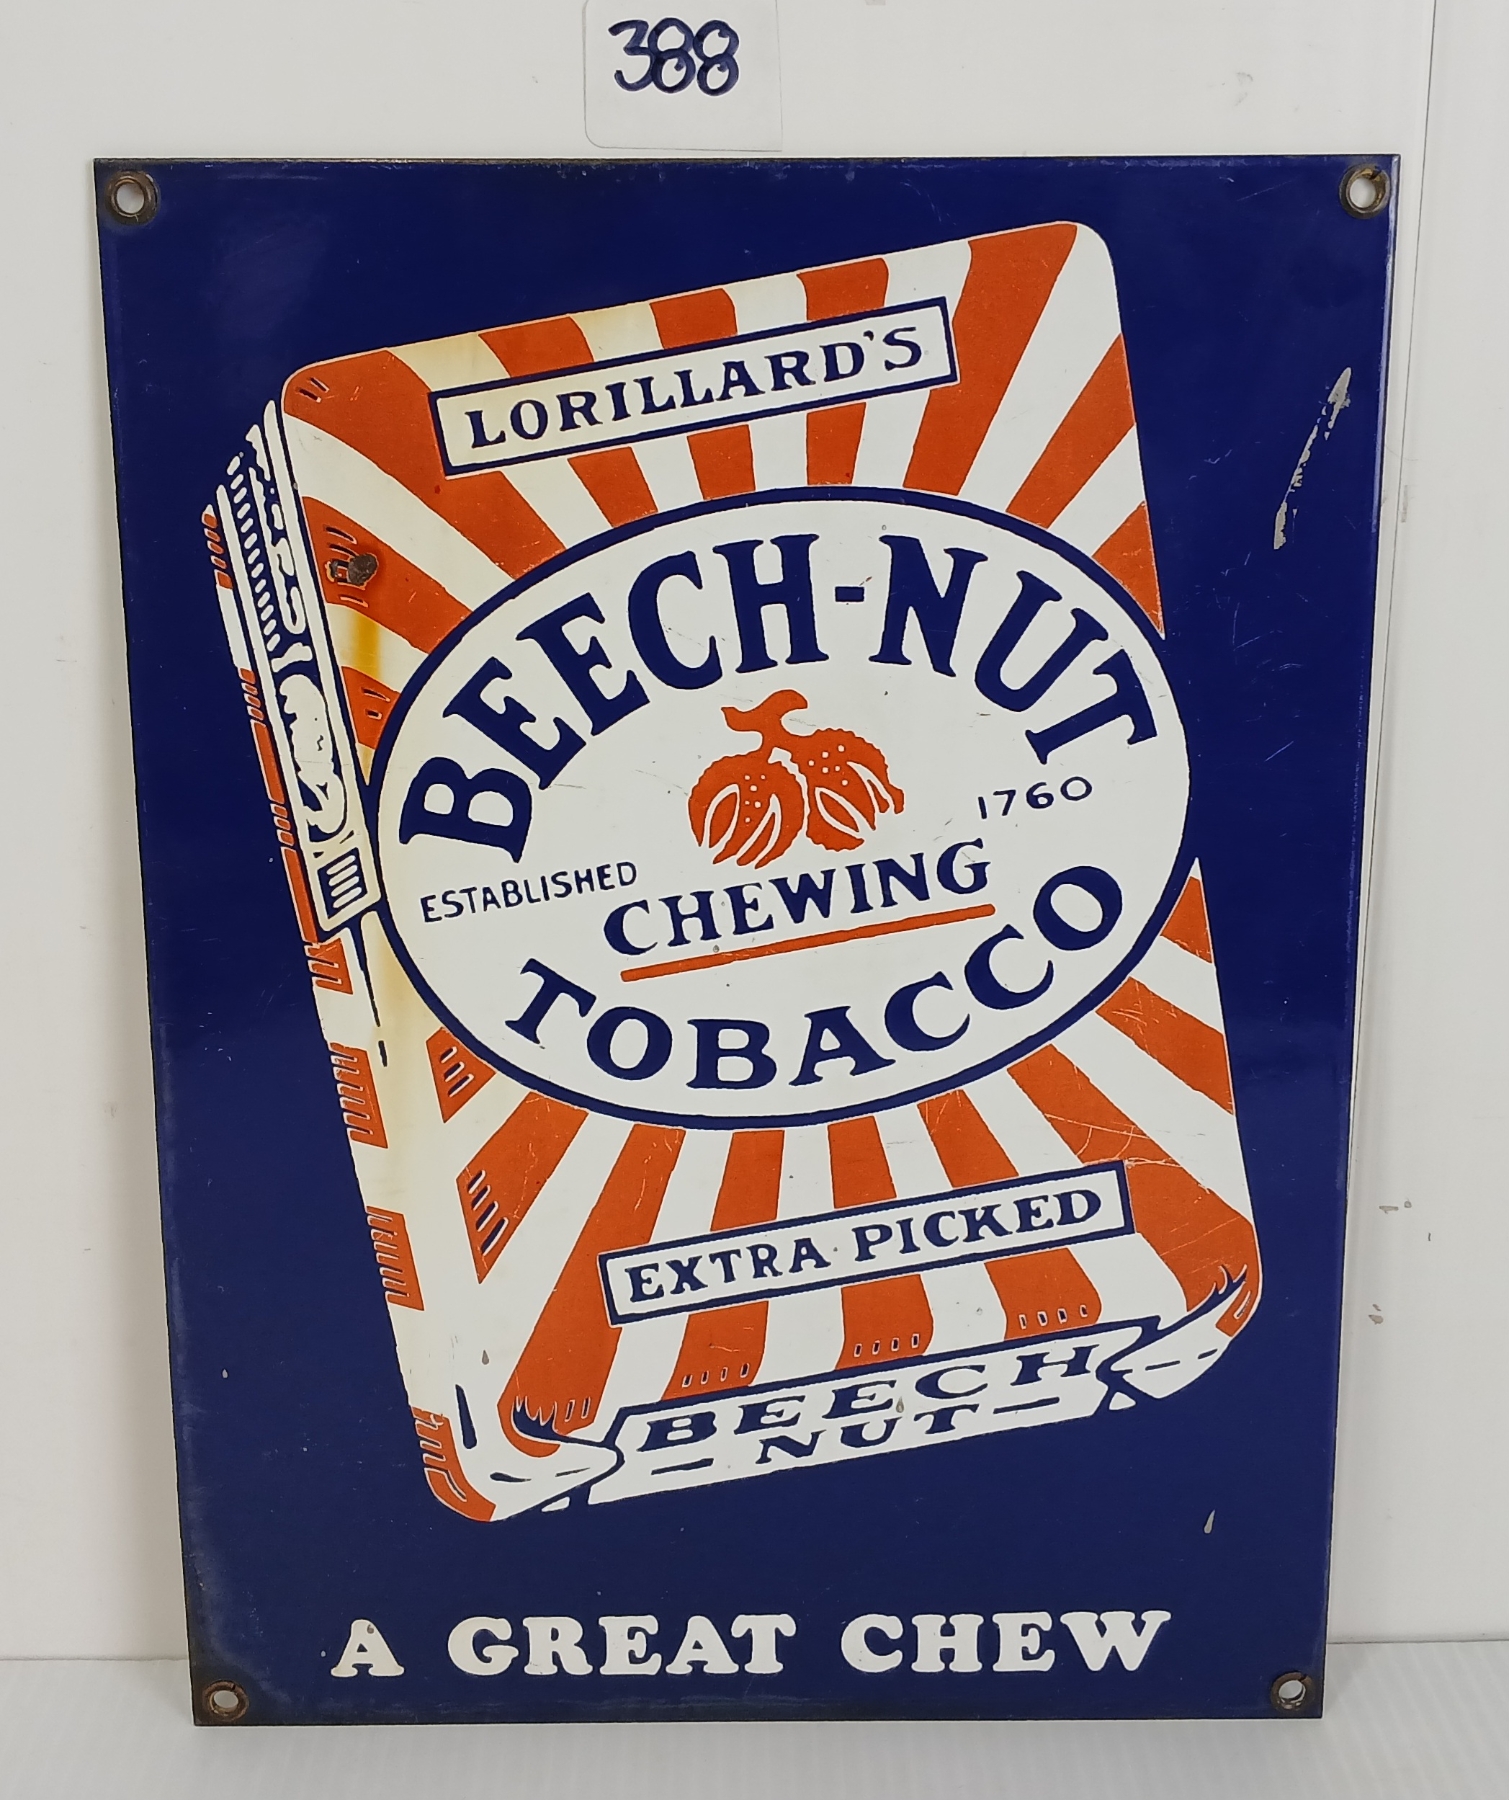 388
LORILLARD'S
BEECH-NUT
ESTABLISHED 1760
CHEWING
TOBACCO
EXTRA PICKED
BEECH
NUT
A GREAT CHEW